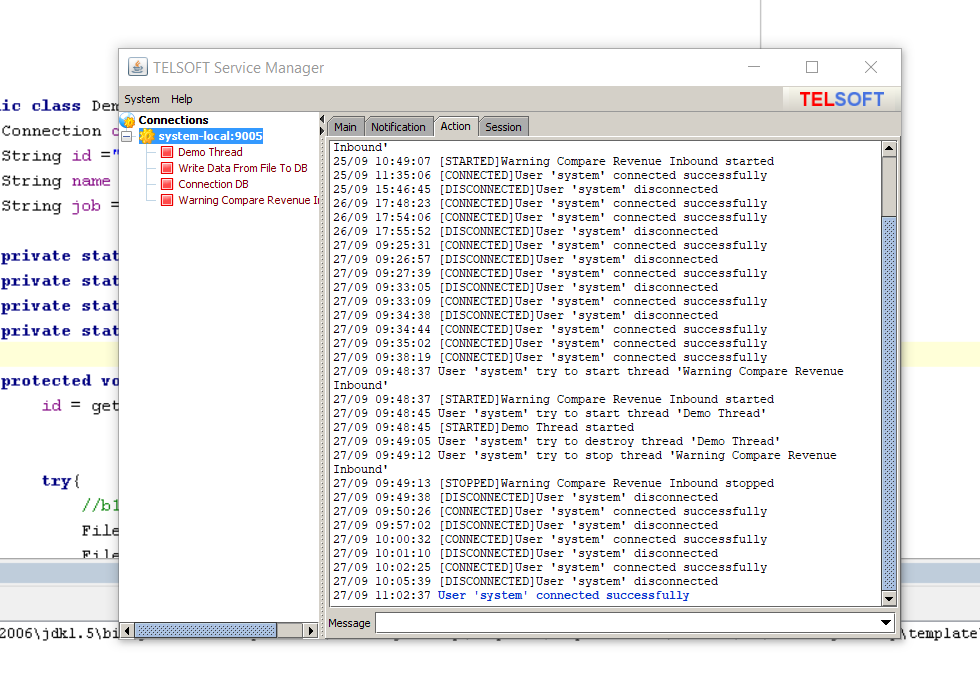 TELSOFT Service Manager
System Help
TELSOFT
Connections
system-local:9005
Demo Thread
Write Data From File To DB
Connection DB
Warning Compare Revenue I
Main Notification Action Session
Inbound'
25/09 10:49:07 [STARTED]Warning Compare Revenue Inbound started
25/09 11:35:06 [CONNECTED]User 'system' connected successfully
25/09 15:46:45 [DISCONNECTED]User 'system' disconnected
26/09 17:48:23 [CONNECTED]User 'system' connected successfully
26/09 17:54:06 [CONNECTED]User 'system' connected successfully
26/09 17:55:52 [DISCONNECTED]User 'system' disconnected
27/09 09:25:31 [CONNECTED]User 'system' connected successfully
27/09 09:26:57 [DISCONNECTED]User 'system' disconnected
27/09 09:27:39 [CONNECTED]User 'system' connected successfully
27/09 09:33:05 [DISCONNECTED]User 'system' disconnected
27/09 09:33:09 [CONNECTED]User 'system' connected successfully
27/09 09:34:38 [DISCONNECTED]User 'system' disconnected
27/09 09:34:44 [CONNECTED]User 'system' connected successfully
27/09 09:35:02 [CONNECTED]User 'system' connected successfully
27/09 09:38:19 [CONNECTED]User 'system' connected successfully
27/09 09:48:37 User 'system' try to start thread 'Warning Compare Revenue
Inbound'
27/09 09:48:37 [STARTED]Warning Compare Revenue Inbound started
27/09 09:48:45 User 'system' try to start thread 'Demo Thread'
27/09 09:48:45 [STARTED]Demo Thread started
27/09 09:49:05 User 'system' try to destroy thread 'Demo Thread'
27/09 09:49:12 User 'system' try to stop thread 'Warning Compare Revenue
Inbound'
27/09 09:49:13 [STOPPED]Warning Compare Revenue Inbound stopped
27/09 09:49:38 [DISCONNECTED]User 'system' disconnected
27/09 09:50:26 [CONNECTED]User 'system' connected successfully
27/09 09:57:02 [DISCONNECTED]User 'system' disconnected
27/09 10:00:32 [CONNECTED]User 'system' connected successfully
27/09 10:01:10 [DISCONNECTED]User 'system' disconnected
27/09 10:02:25 [CONNECTED]User 'system' connected successfully
27/09 10:05:39 [DISCONNECTED]User 'system' disconnected
27/09 11:02:37 User 'system' connected successfully
Message
ic class Dem
Connection c
String id ="
String name
String job =
private stat
private stat
private stat
private stat
protected vo
id = get
try{
//b1
File
File
2006\jdk1.5\bi
\template